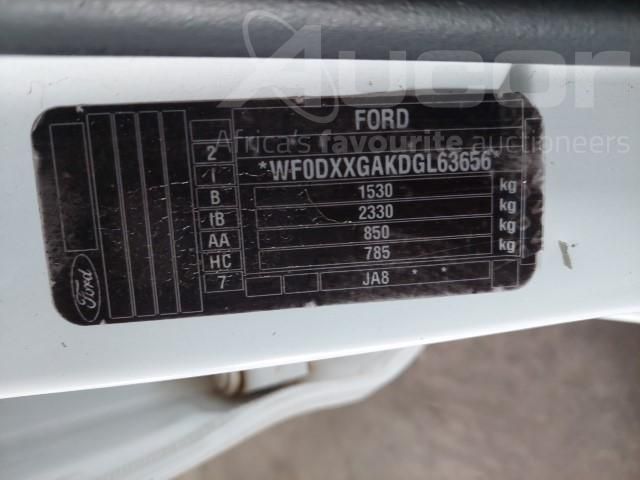 Aucor
Africa's favourite auctioneers
FORD
2
*WF0DXXGAKDGL63656*
1
B 1530 kg
IB 2330 kg
AA 850 kg
HC 785 kg
7 JA8 * *
Ford